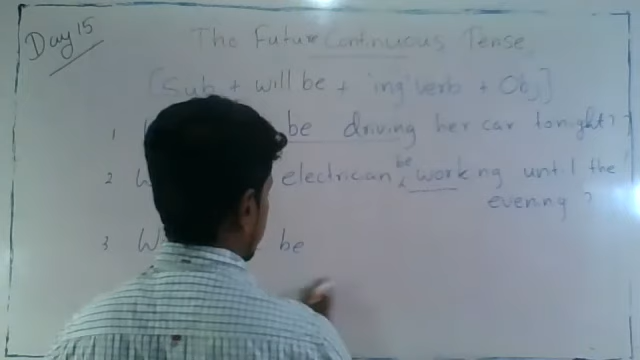 Day 15
The Future Continuous Tense
[Sub + will be + 'ing' verb + Obj]
1 be driving her car tonight?
2 electrican be working until the
evening ?
3 be